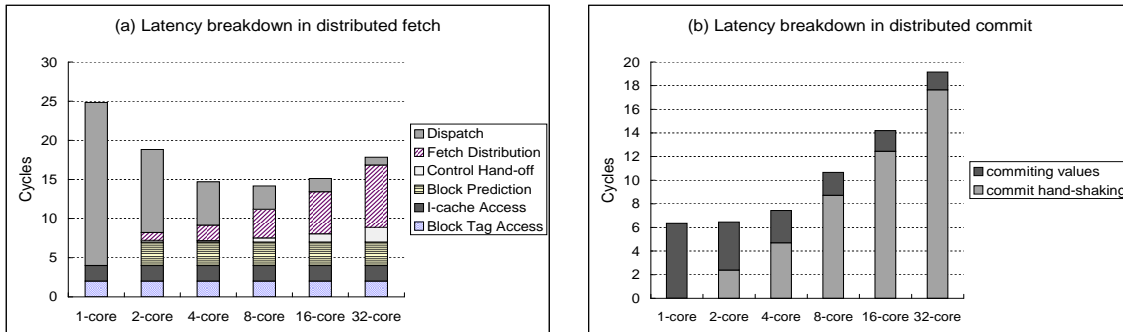 (a) Latency breakdown in distributed fetch
30
25
20
15
10
5
0
Cycles
1-core 2-core 4-core 8-core 16-core 32-core
Dispatch
Fetch Distribution
Control Hand-off
Block Prediction
I-cache Access
Block Tag Access
(b) Latency breakdown in distributed commit
20
18
16
14
12
10
8
6
4
2
0
Cycles
1-core 2-core 4-core 8-core 16-core 32-core
commiting values
commit hand-shaking